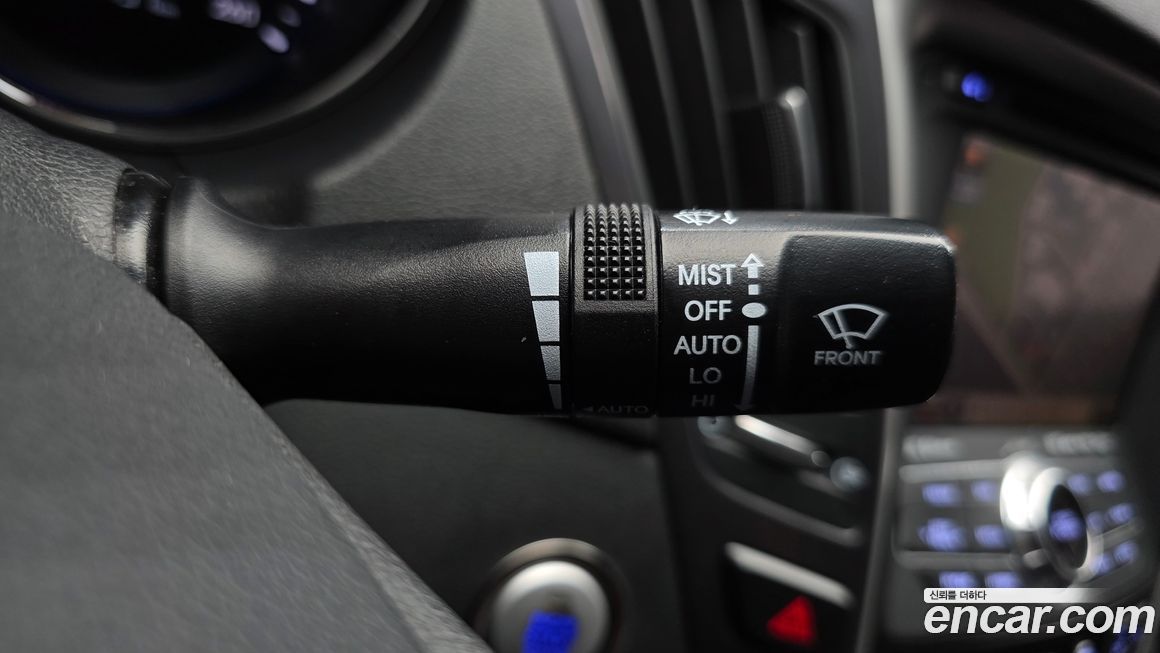 MIST
OFF
AUTO
LO
HI
FRONT
◄ AUTO
신뢰를 더하다
encar.com